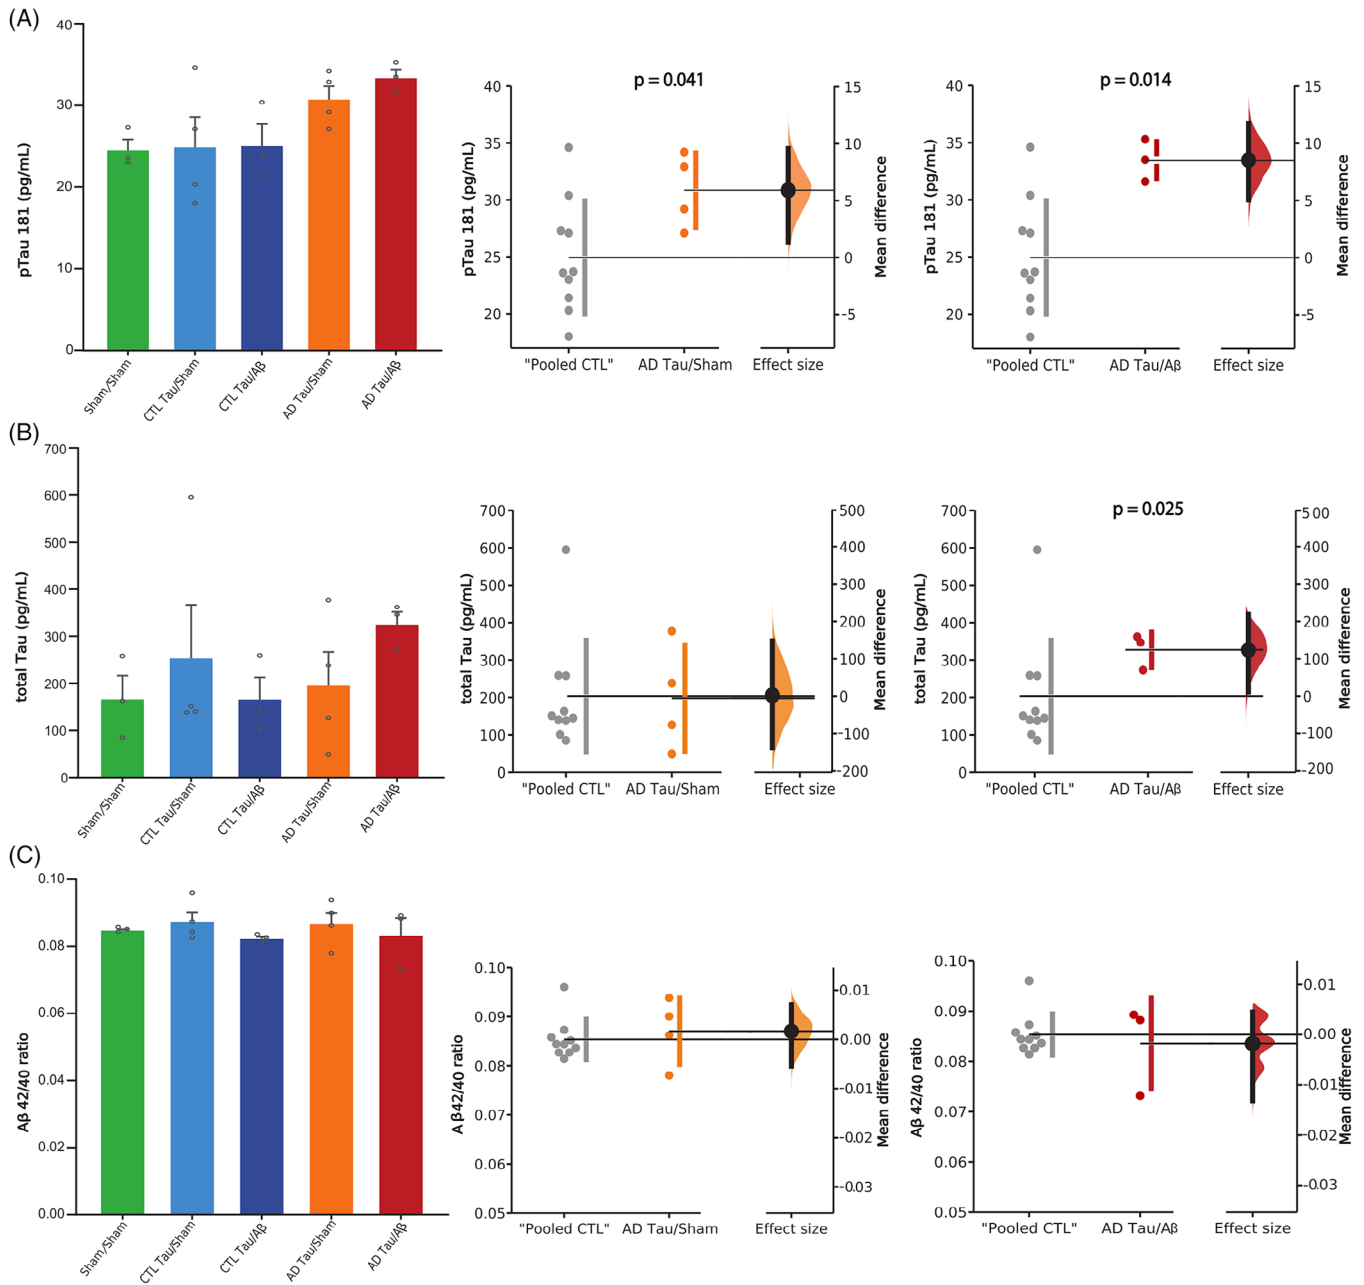 (A)
40
30
20
10
0
pTau 181 (pg/mL)
Sham/Sham
CTL Tau/Sham
CTL Tau/Aβ
AD Tau/Sham
AD Tau/Aβ
p = 0.041
40
35
30
25
20
pTau 181 (pg/mL)
15
10
5
0
-5
Mean difference
"Pooled CTL"
AD Tau/Sham
Effect size
p = 0.014
40
35
30
25
20
pTau 181 (pg/mL)
15
10
5
0
-5
Mean difference
"Pooled CTL"
AD Tau/Aβ
Effect size
(B)
700
600
500
400
300
200
100
0
total Tau (pg/mL)
Sham/Sham
CTL Tau/Sham
CTL Tau/Aβ
AD Tau/Sham
AD Tau/Aβ
700
600
500
400
300
200
100
0
total Tau (pg/mL)
500
400
300
200
100
0
-100
-200
Mean difference
"Pooled CTL"
AD Tau/Sham
Effect size
p = 0.025
700
600
500
400
300
200
100
0
total Tau (pg/mL)
500
400
300
200
100
0
-100
-200
Mean difference
"Pooled CTL"
AD Tau/Aβ
Effect size
(C)
0.10
0.08
0.06
0.04
0.02
0.00
Aβ 42/40 ratio
Sham/Sham
CTL Tau/Sham
CTL Tau/Aβ
AD Tau/Sham
AD Tau/Aβ
0.10
0.09
0.08
0.07
0.06
0.05
Aβ42/40 ratio
0.01
0.00
-0.01
-0.02
-0.03
Mean difference
"Pooled CTL"
AD Tau/Sham
Effect size
0.10
0.09
0.08
0.07
0.06
0.05
Aβ 42/40 ratio
0.01
0.00
-0.01
-0.02
-0.03
Mean difference
"Pooled CTL"
AD Tau/Aβ
Effect size